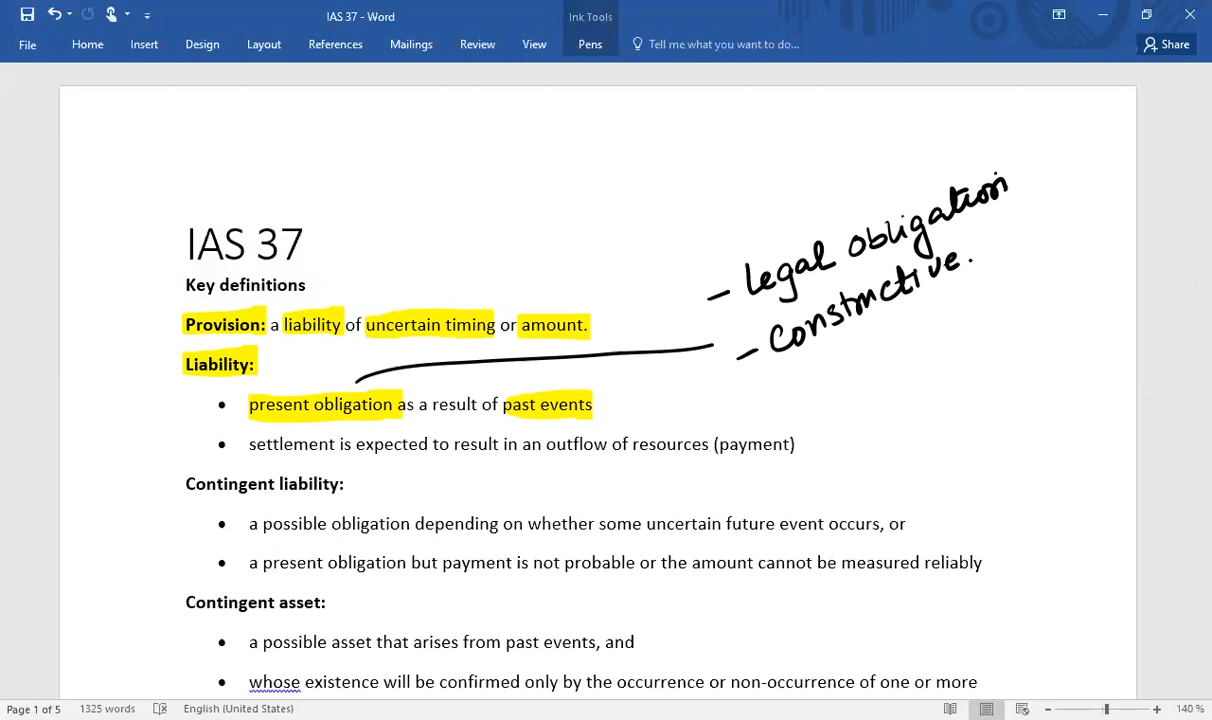 IAS 37 - Word
Ink Tools
File Home Insert Design Layout References Mailings Review View Pens Tell me what you want to do... Share
- legal obligation
- constructive.
IAS 37
Key definitions
Provision: a liability of uncertain timing or amount.
Liability:
• present obligation as a result of past events
• settlement is expected to result in an outflow of resources (payment)
Contingent liability:
• a possible obligation depending on whether some uncertain future event occurs, or
• a present obligation but payment is not probable or the amount cannot be measured reliably
Contingent asset:
• a possible asset that arises from past events, and
• whose existence will be confirmed only by the occurrence or non-occurrence of one or more
Page 1 of 5 1325 words English (United States) 140 %